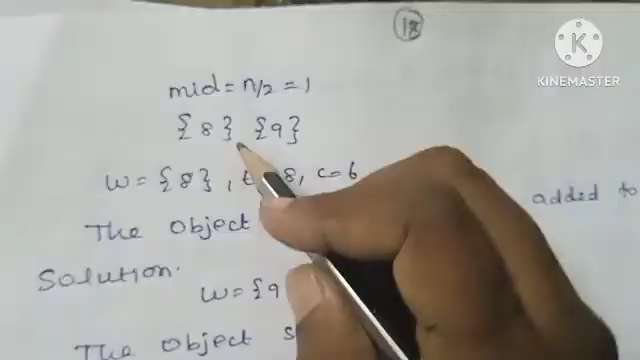 18
K
KINEMASTER
mid = n/2 = 1
{8} {9}
w = {8}, 8, c = 6
The object added to
Solution.
w = {9
The object s